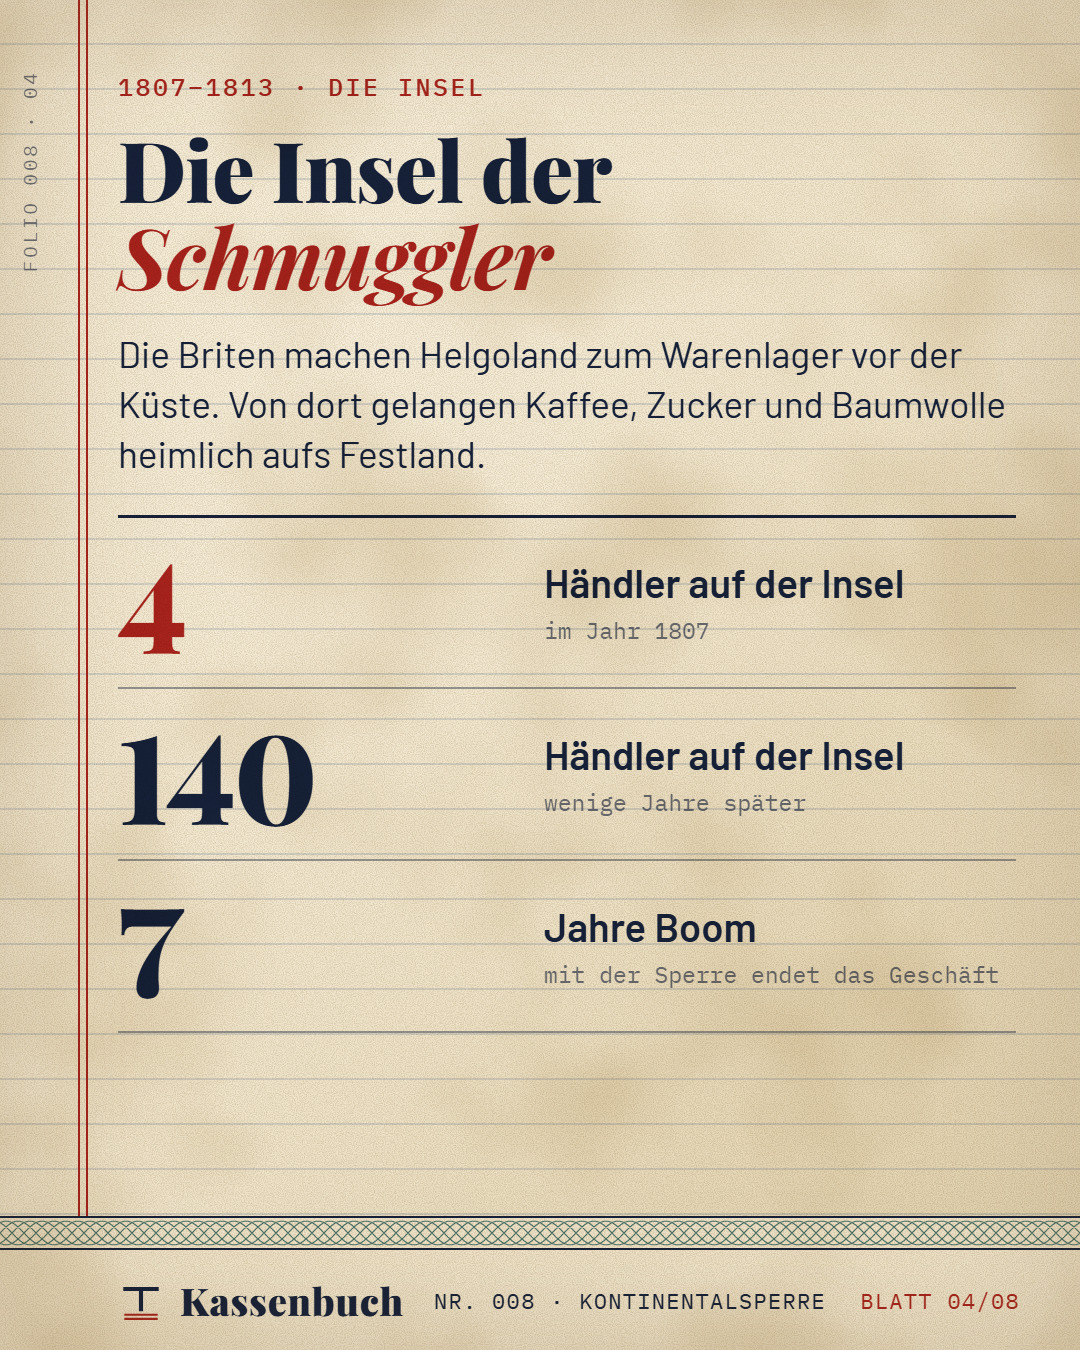 FOLIO 008 · 04
1807–1813 · DIE INSEL
Die Insel der
Schmuggler
Die Briten machen Helgoland zum Warenlager vor der
Küste. Von dort gelangen Kaffee, Zucker und Baumwolle
heimlich aufs Festland.
4
Händler auf der Insel
im Jahr 1807
140
Händler auf der Insel
wenige Jahre später
7
Jahre Boom
mit der Sperre endet das Geschäft
Kassenbuch NR. 008 · KONTINENTALSPERRE BLATT 04/08